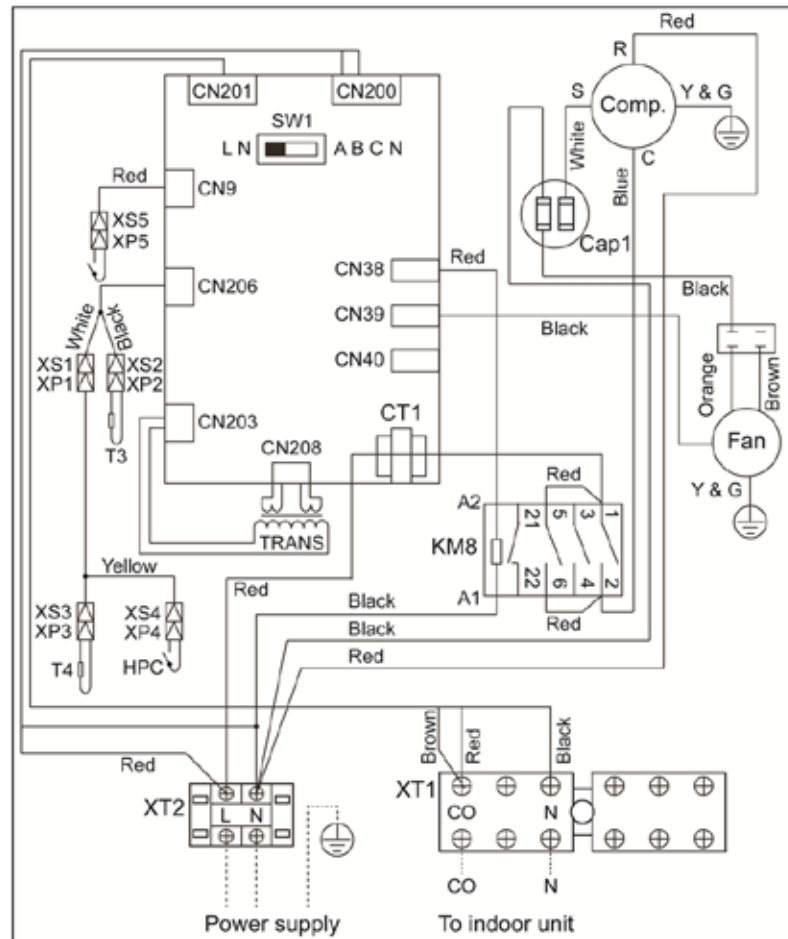 R
Red
CN201
CN200
S
Comp.
Y & G
SW1
L N
A B C N
White
Blue
C
Red
CN9
XS5
XP5
Cap1
CN38
Red
CN206
Black
White
Black
CN39
Black
XS1
XP1
XS2
XP2
CN40
Orange
Brown
CN203
CT1
Fan
T3
CN208
Red
Y & G
A2
21
5
3
1
TRANS
KM8
Yellow
Red
22
6
4
2
A1
Black
Red
XS3
XP3
XS4
XP4
Black
T4
HPC
Red
Brown
Red
Black
Red
XT2
L N
XT1
CO
N
CO
N
Power supply
To indoor unit